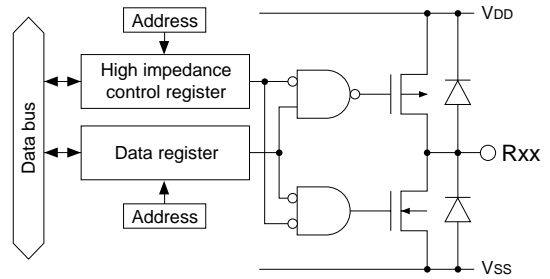 Address
VDD
High impedance
control register
Data bus
Data register
Rxx
Address
VSS